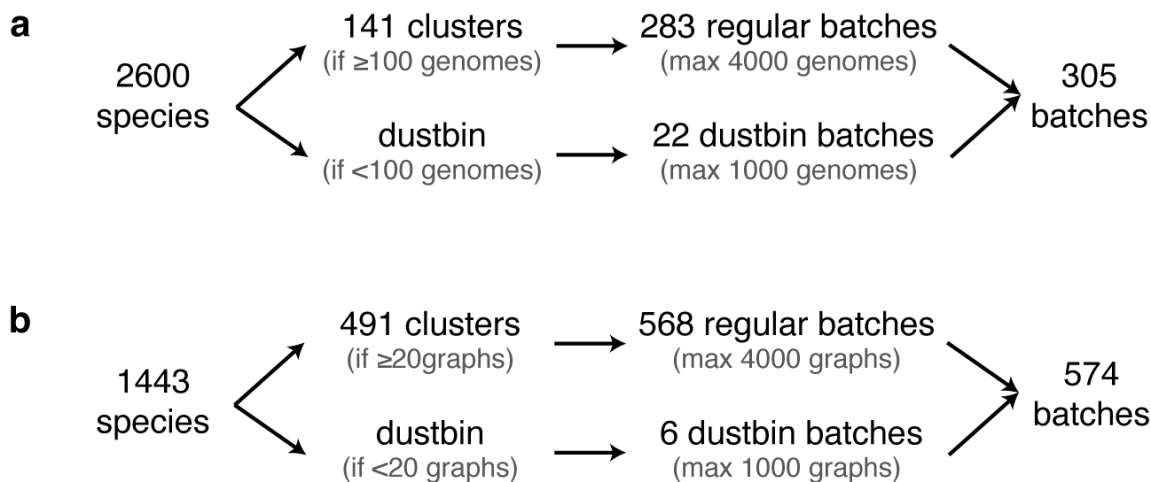 a
2600
species
141 clusters
(if ≥100 genomes)
283 regular batches
(max 4000 genomes)
dustbin
(if <100 genomes)
22 dustbin batches
(max 1000 genomes)
305
batches
b
1443
species
491 clusters
(if ≥20graphs)
568 regular batches
(max 4000 graphs)
dustbin
(if <20 graphs)
6 dustbin batches
(max 1000 graphs)
574
batches